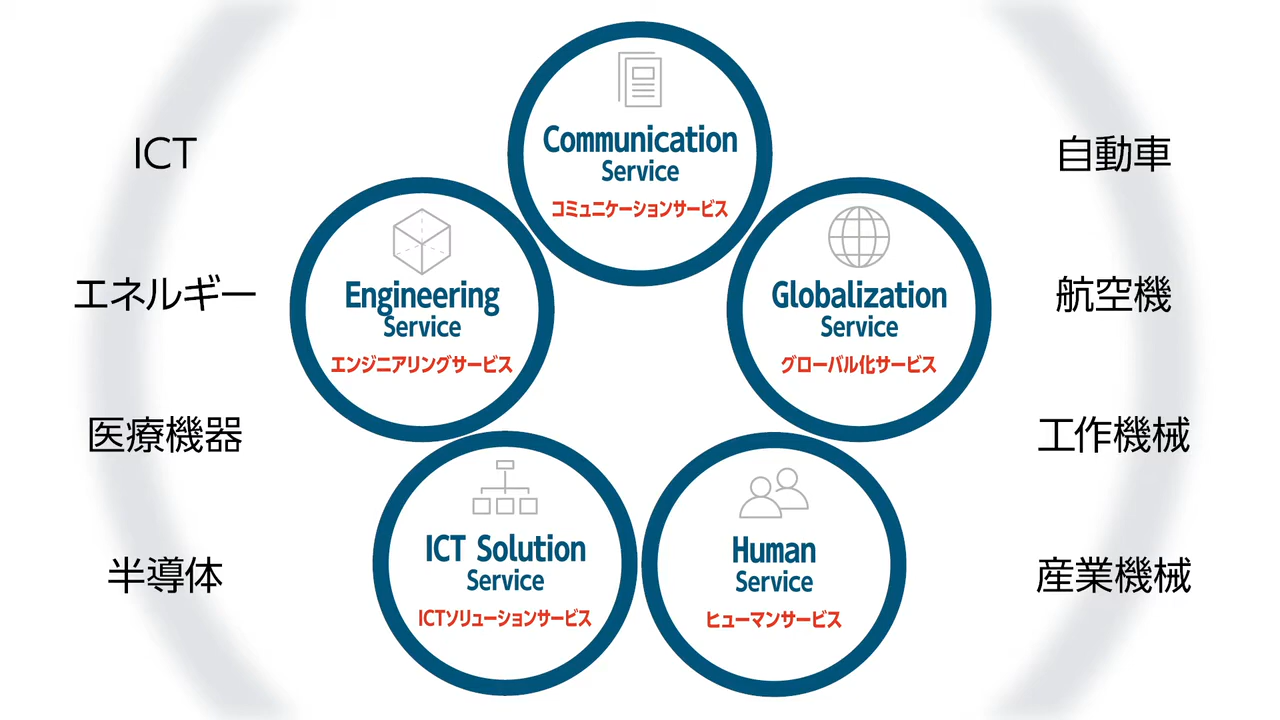 ICT
エネルギー
医療機器
半導体
Communication
Service
コミュニケーションサービス
Engineering
Service
エンジニアリングサービス
Globalization
Service
グローバル化サービス
ICT Solution
Service
ICTソリューションサービス
Human
Service
ヒューマンサービス
自動車
航空機
工作機械
産業機械